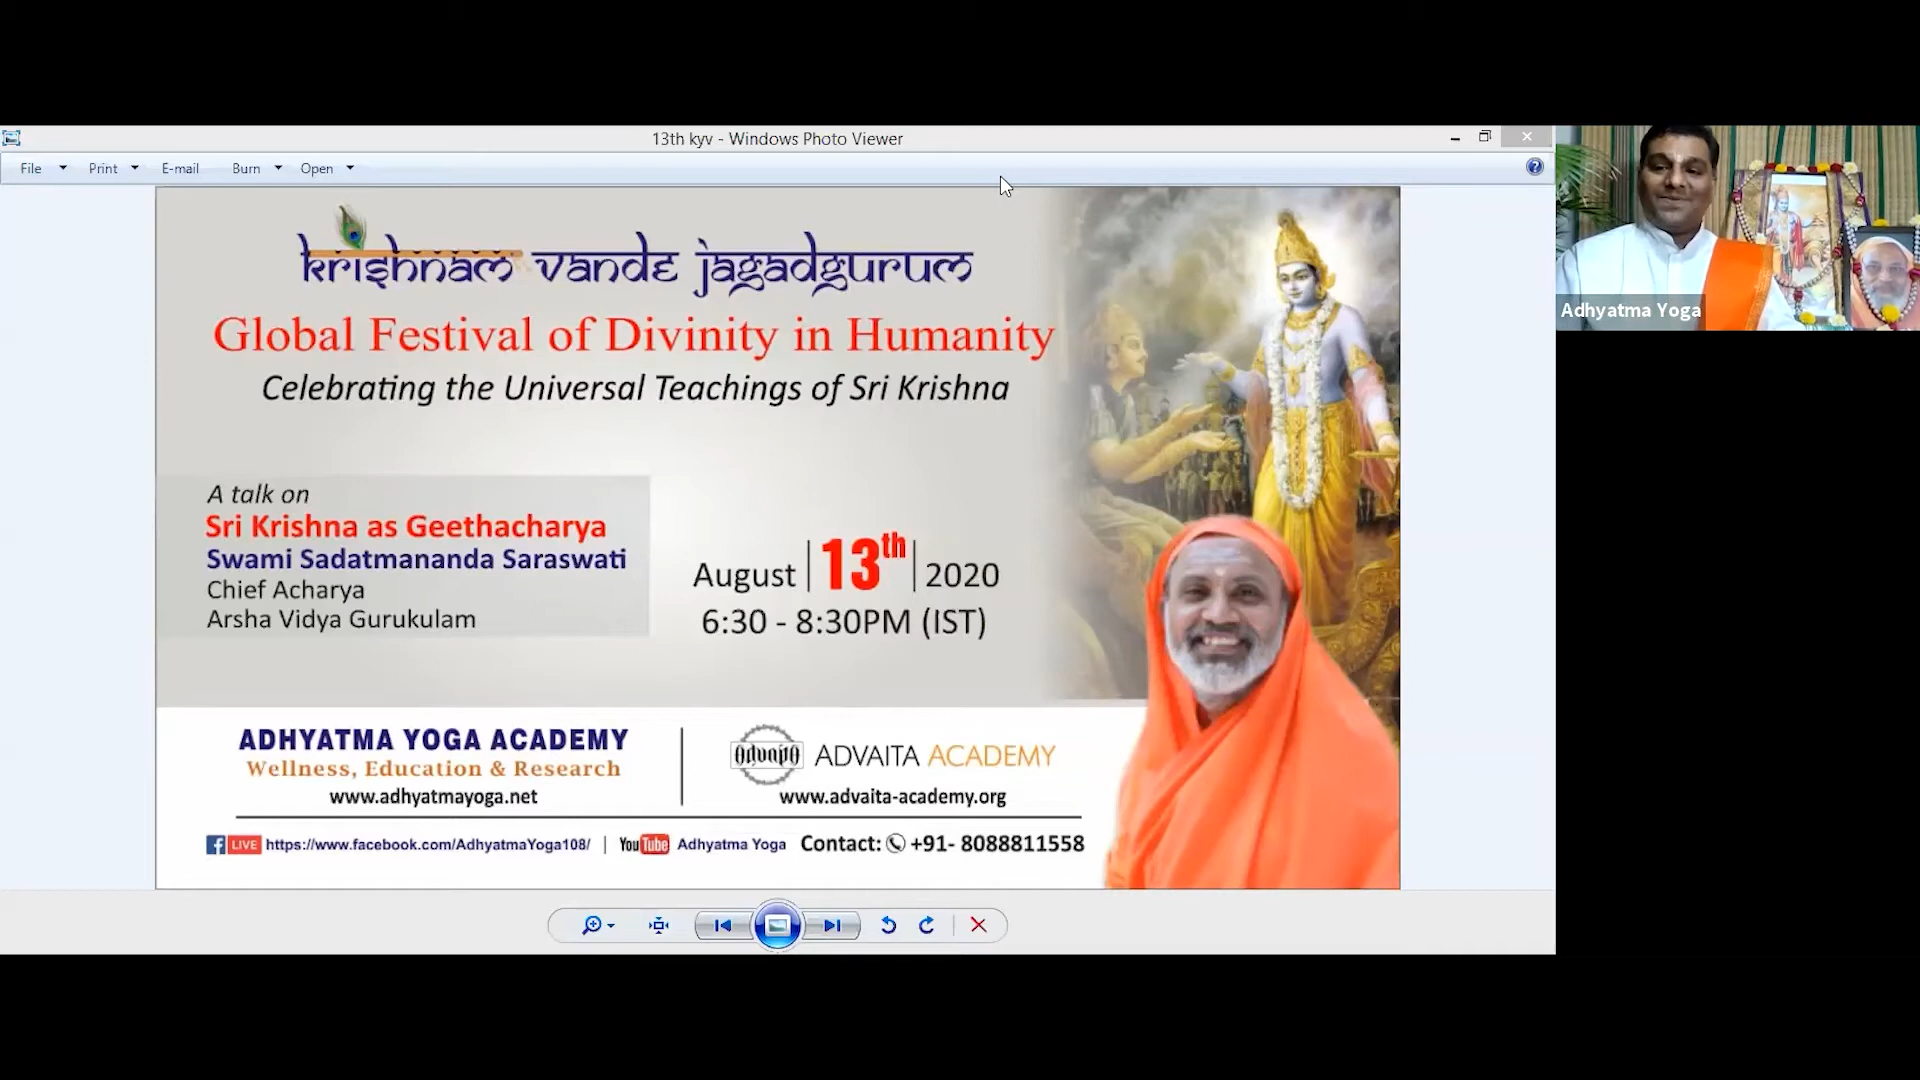 13th kyv - Windows Photo Viewer
File Print E-mail Burn Open
krishnam vande jagadgurum
Global Festival of Divinity in Humanity
Celebrating the Universal Teachings of Sri Krishna
A talk on
Sri Krishna as Geethacharya
Swami Sadatmananda Saraswati
Chief Acharya
Arsha Vidya Gurukulam
August 13th 2020
6:30 - 8:30PM (IST)
ADHYATMA YOGA ACADEMY
Wellness, Education & Research
www.adhyatmayoga.net
advaita ADVAITA ACADEMY
www.advaita-academy.org
f LIVE https://www.facebook.com/AdhyatmaYoga108/ | YouTube Adhyatma Yoga Contact: +91- 8088811558
Adhyatma Yoga